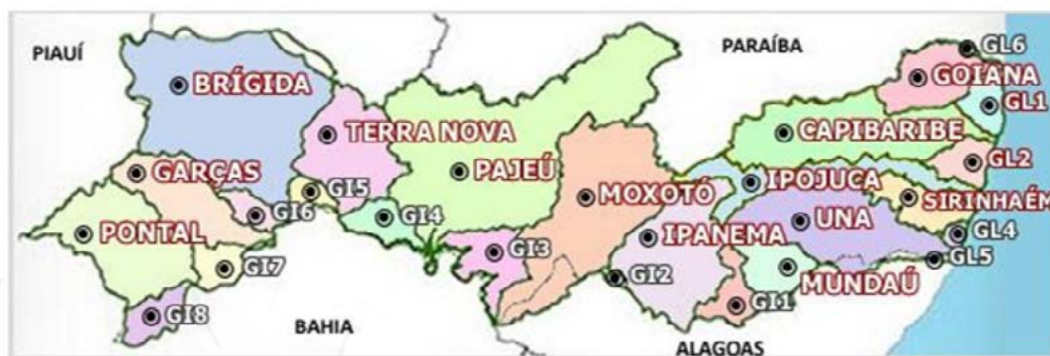 PIAUÍ
PARAÍBA
GL6
BRÍGIDA
GOIANA
GL1
TERRA NOVA
CAPIBARIBE
GARÇAS
PAJEÚ
GL2
IPOJUCA
MOXOTÓ
GI5
SIRINHAÉM
GI6
GI4
UNA
PONTAL
IPANEMA
GL4
GI3
GL5
GI7
GI2
MUNDAÚ
GI1
GI8
BAHIA
ALAGOAS